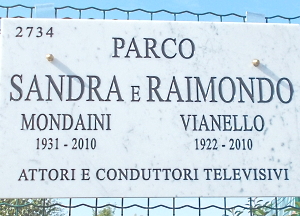 2734
PARCO
SANDRA E RAIMONDO
MONDAINI VIANELLO
1931 - 2010 1922 - 2010
ATTORI E CONDUTTORI TELEVISIVI